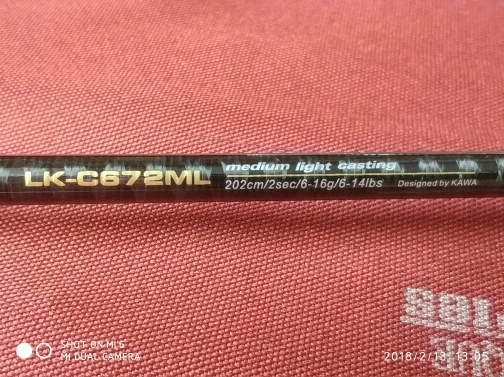 LK-C672ML
medium light casting
202cm/2sec/6-16g/6-14lbs
Designed by KAWA
SHOT ON MI 6
MI DUAL CAMERA
2018/2/13 13:05